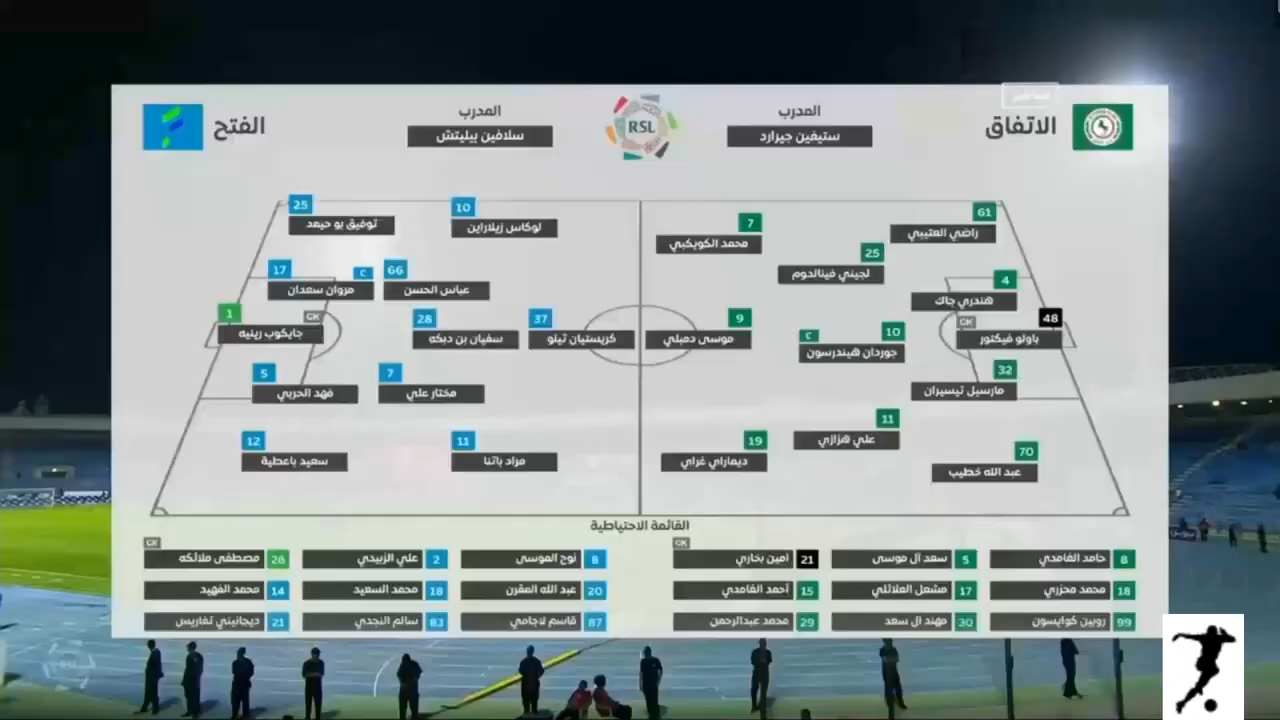 مباشر
الاتفاق
المدرب
ستيفين جيرارد
RSL
المدرب
سلافين بيليتش
الفتح
61
راضي العتيبي
7
محمد الكويكبي
25
لجيني فينالدوم
4
هندري جاك
48
GK
باولو فيكتور
9
موسى دمبلي
10
C
جوردان هيندرسون
32
مارسيل تيسيران
11
علي هزازي
19
ديماراي غراي
70
عبد الله خطيب
10
لوكاس زيلاراين
25
توفيق بو حيمد
66
عباس الحسن
C
17
مروان سعدان
37
كريستيان تيلو
28
سفيان بن دبكه
1
GK
جايكوب رينيه
7
مختار علي
5
فهد الحربي
11
مراد باتنا
12
سعيد باعطية
القائمة الاحتياطية
8 حامد الغامدي
5 سعد آل موسى
GK
21 امين بخاري
18 محمد محزري
17 مشعل العلائلي
15 أحمد الغامدي
99 روبين كوايسون
30 مهند ال سعد
29 محمد عبدالرحمن
8 نوح الموسى
2 علي الزبيدي
GK
26 مصطفى ملائكه
20 عبد الله المقرن
18 محمد السعيد
14 محمد الفهيد
87 قاسم لاجامي
83 سالم النجدي
21 ديجانيني تفاريس